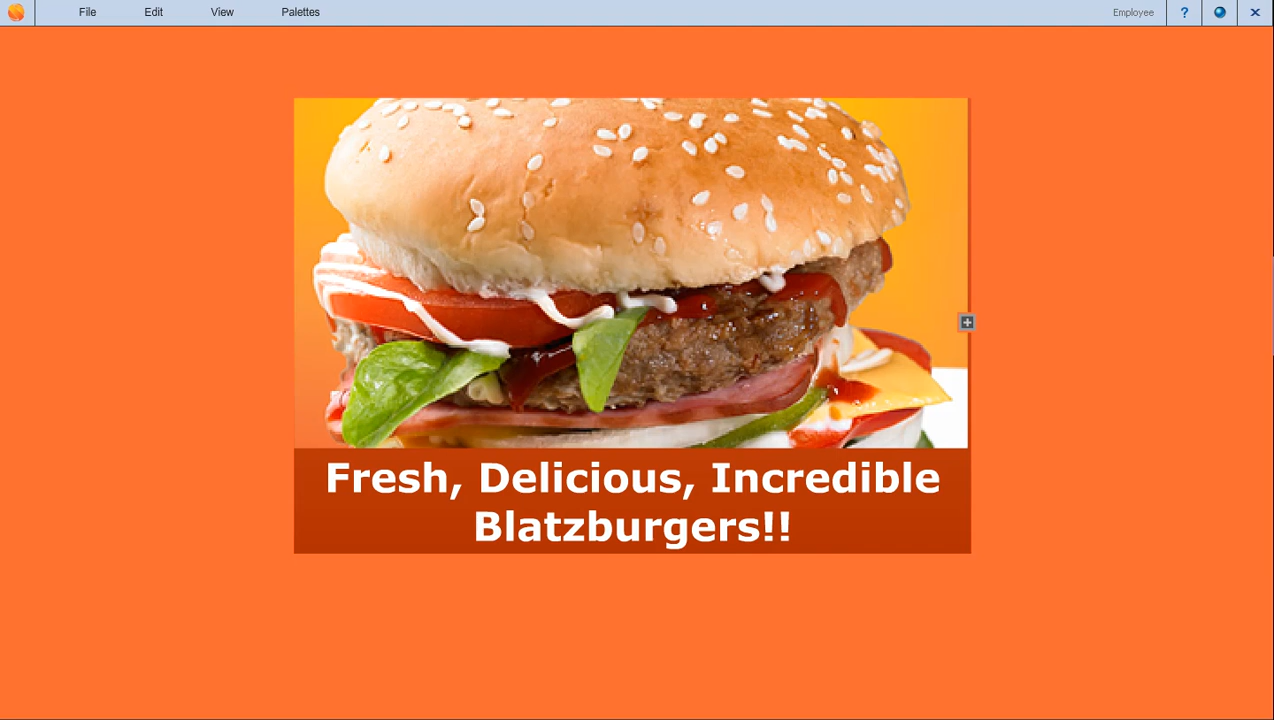 File Edit View Palettes Employee ?
Fresh, Delicious, Incredible
Blatzburgers!!